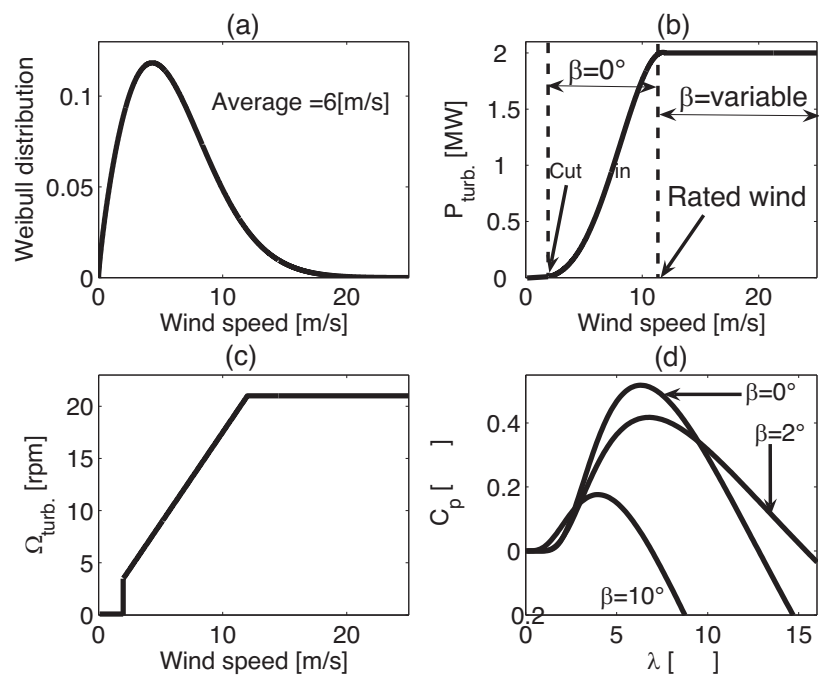 (a)
Weibull distribution
0.1
0.05
0
Average =6[m/s]
0 10 20
Wind speed [m/s]
(b)
P turb. [MW]
2
1.5
1
0.5
0
β=0°
β=variable
Cut in
Rated wind
0 10 20
Wind speed [m/s]
(c)
Ω turb. [rpm]
20
15
10
5
0
0 10 20
Wind speed [m/s]
(d)
C p [ ]
0.4
0.2
0
0.2
β=0°
β=2°
β=10°
0 5 10 15
λ [ ]